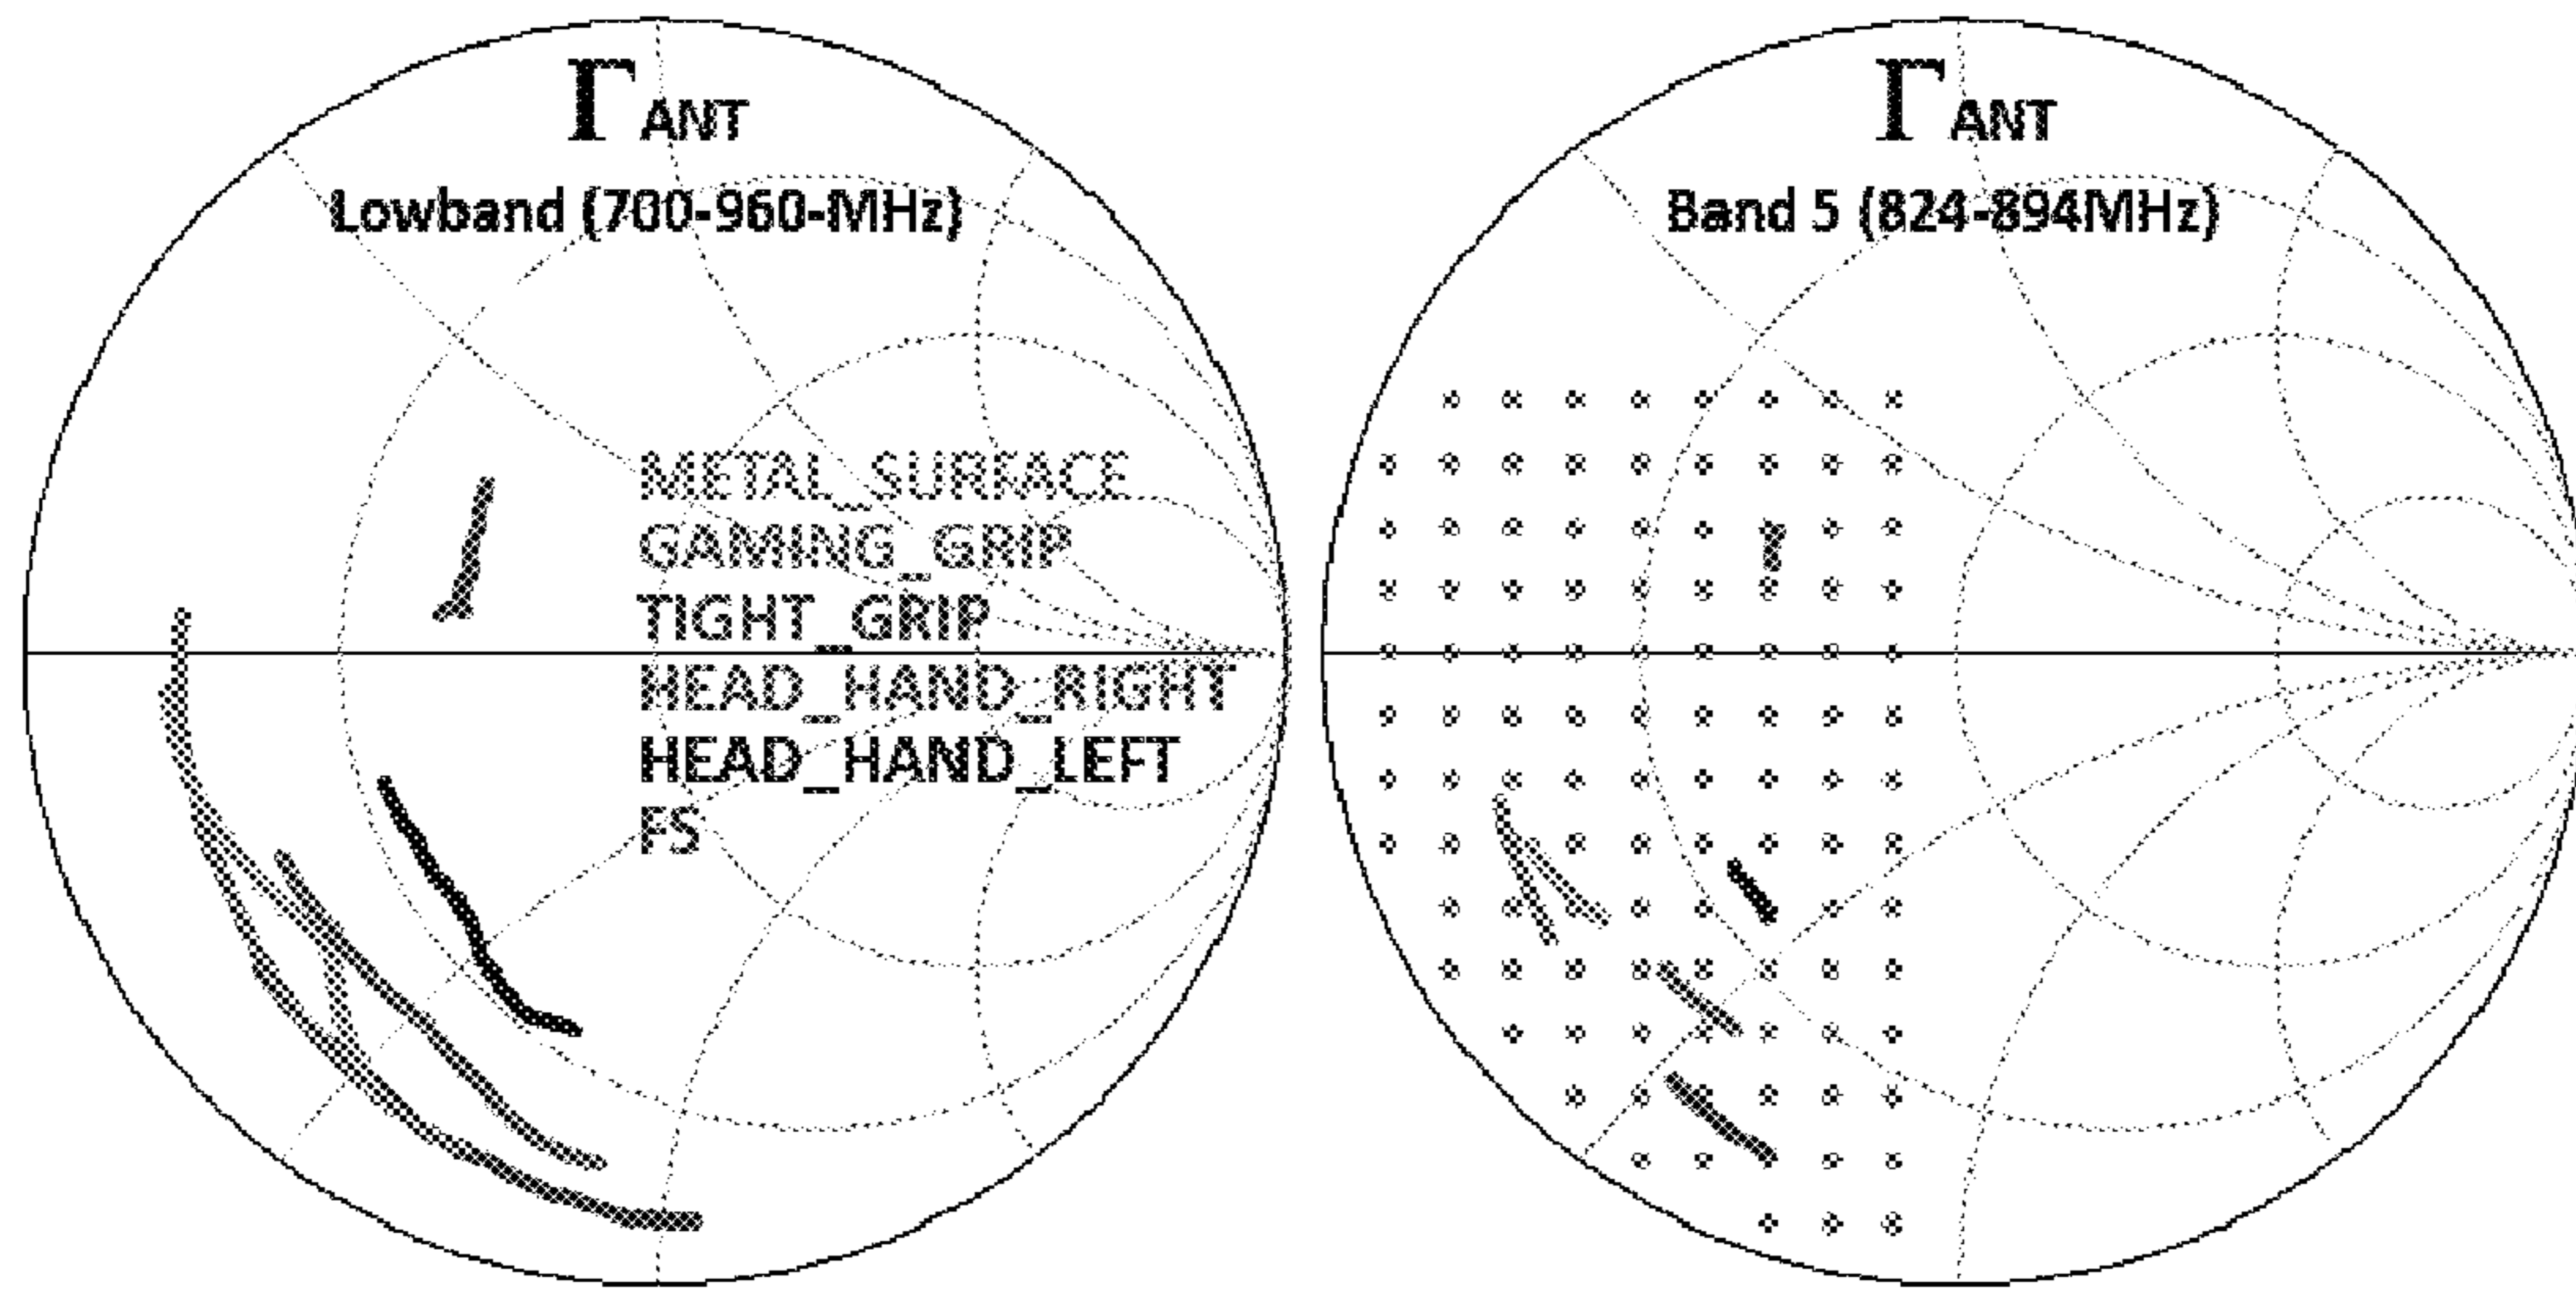 Γ ANT
Lowband (700-960-MHz)
METAL_SURFACE
GAMING_GRIP
TIGHT_GRIP
HEAD_HAND_RIGHT
HEAD_HAND_LEFT
FS
Γ ANT
Band 5 (824-894MHz)